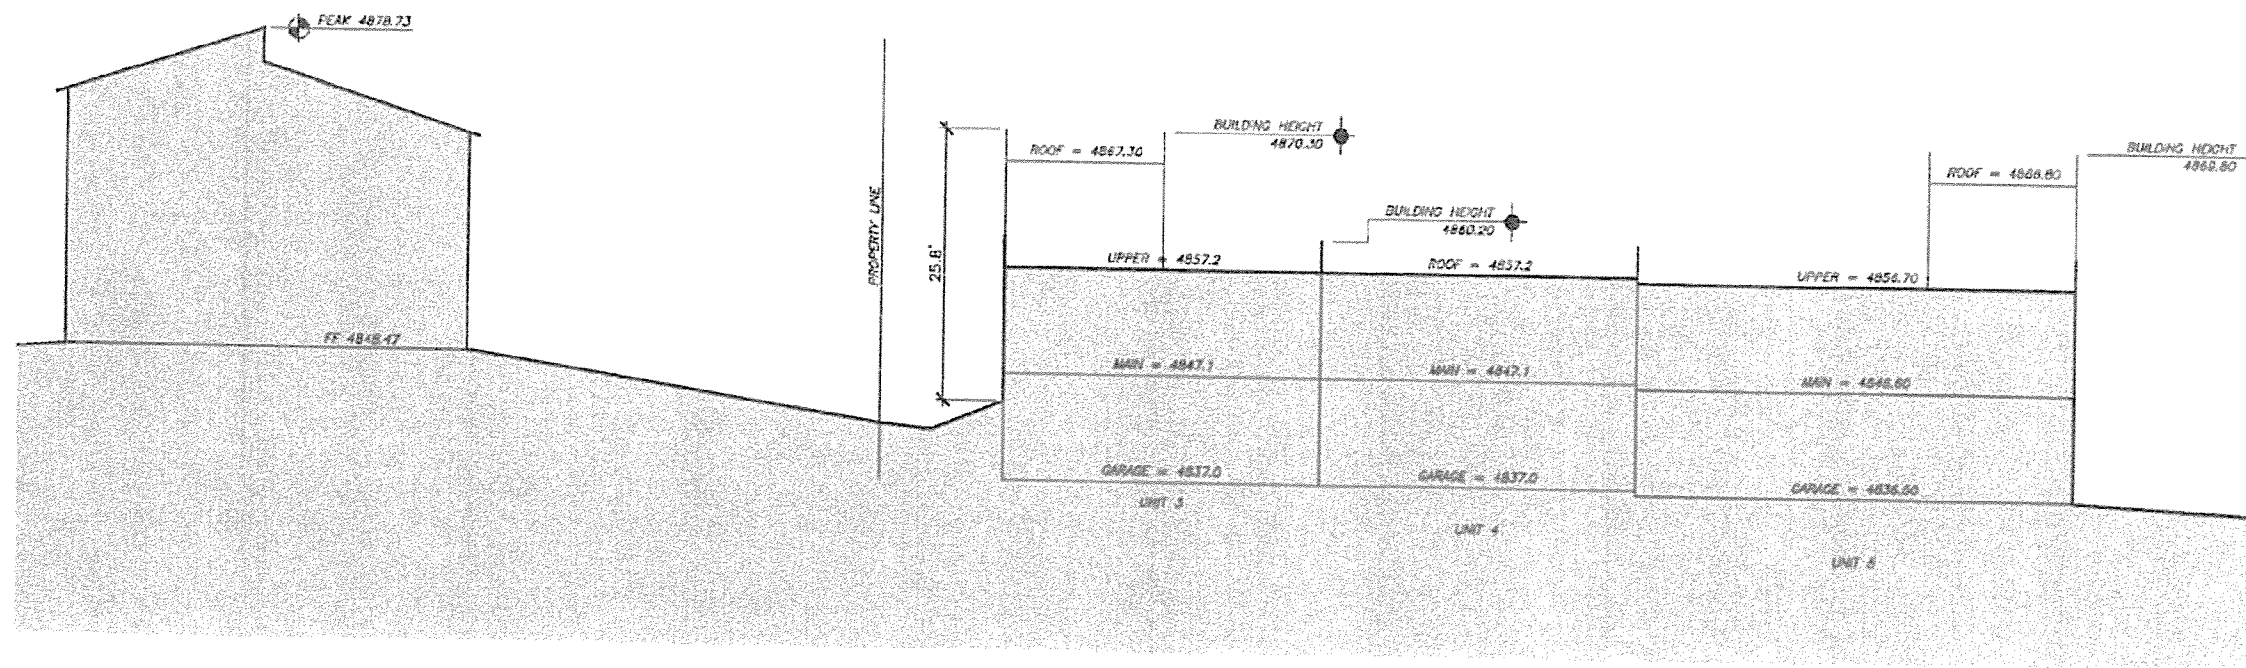 PEAK 4878.73
BUILDING HEIGHT
4870.30
ROOF = 4867.30
BUILDING HEIGHT
4869.80
ROOF = 4866.80
PROPERTY LINE
BUILDING HEIGHT
4860.20
25.8'
UPPER = 4857.2
ROOF = 4857.2
UPPER = 4856.70
FF 4848.47
MAIN = 4847.1
MAIN = 4847.1
MAIN = 4846.60
GARAGE = 4837.0
GARAGE = 4837.0
GARAGE = 4836.60
UNIT 3
UNIT 4
UNIT 5